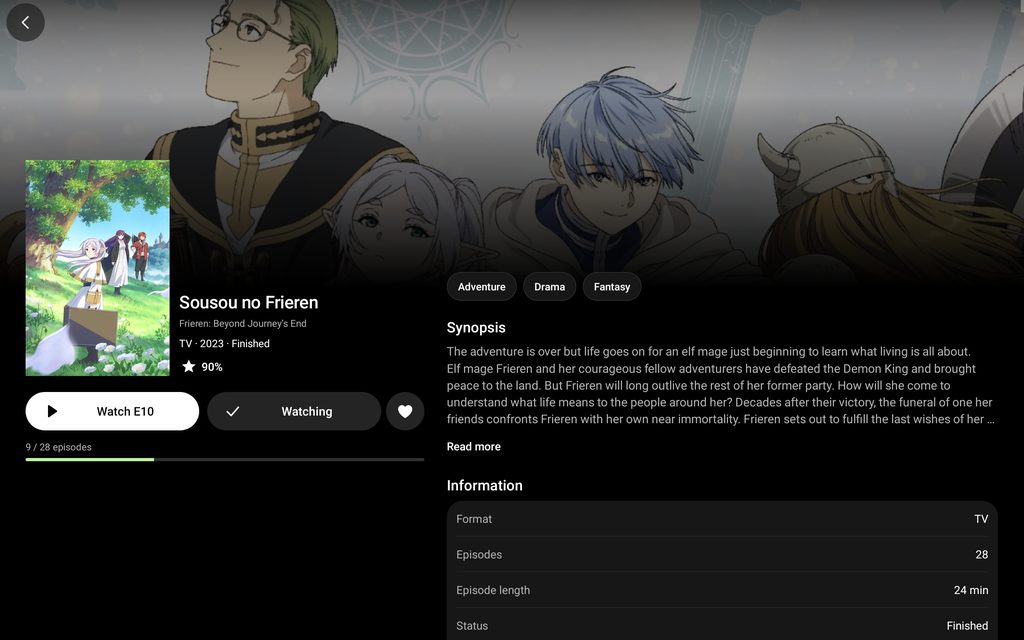 Sousou no Frieren
Frieren: Beyond Journey's End
TV · 2023 · Finished
90%
Watch E10
Watching
9 / 28 episodes
Adventure
Drama
Fantasy
Synopsis
The adventure is over but life goes on for an elf mage just beginning to learn what living is all about.
Elf mage Frieren and her courageous fellow adventurers have defeated the Demon King and brought
peace to the land. But Frieren will long outlive the rest of her former party. How will she come to
understand what life means to the people around her? Decades after their victory, the funeral of one her
friends confronts Frieren with her own near immortality. Frieren sets out to fulfill the last wishes of her …
Read more
Information
Format
TV
Episodes
28
Episode length
24 min
Status
Finished